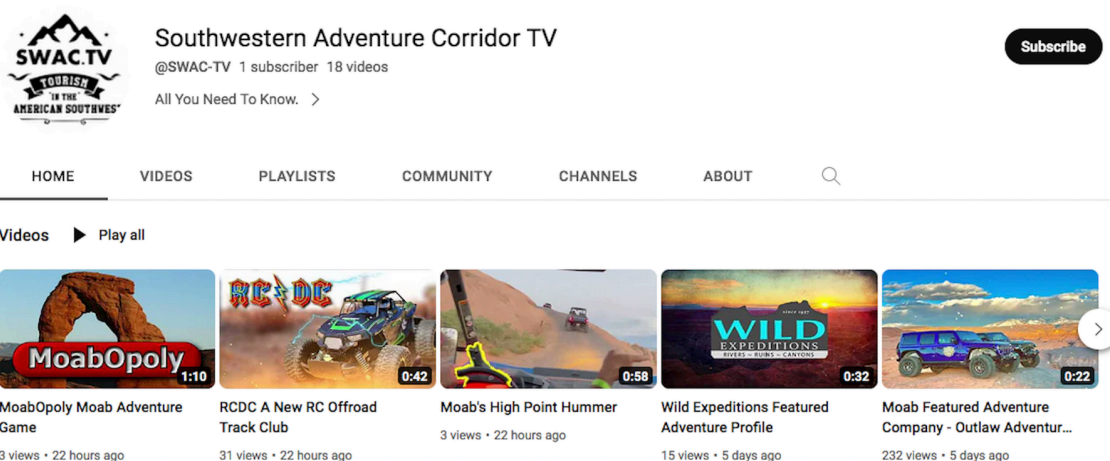 SWAC.TV
TOURISM
IN THE
AMERICAN SOUTHWES
Southwestern Adventure Corridor TV
@SWAC-TV 1 subscriber 18 videos
All You Need To Know.
Subscribe
HOME VIDEOS PLAYLISTS COMMUNITY CHANNELS ABOUT
Videos Play all
MoabOpoly
1:10
MoabOpoly Moab Adventure
Game
3 views • 22 hours ago
RC DC
0:42
RCDC A New RC Offroad
Track Club
31 views • 22 hours ago
0:58
Moab's High Point Hummer
3 views • 22 hours ago
since 1957
WILD
EXPEDITIONS
RIVERS – RUINS – CANYONS
0:32
Wild Expeditions Featured
Adventure Profile
15 views • 5 days ago
0:22
Moab Featured Adventure
Company - Outlaw Adventur...
232 views • 5 days ago